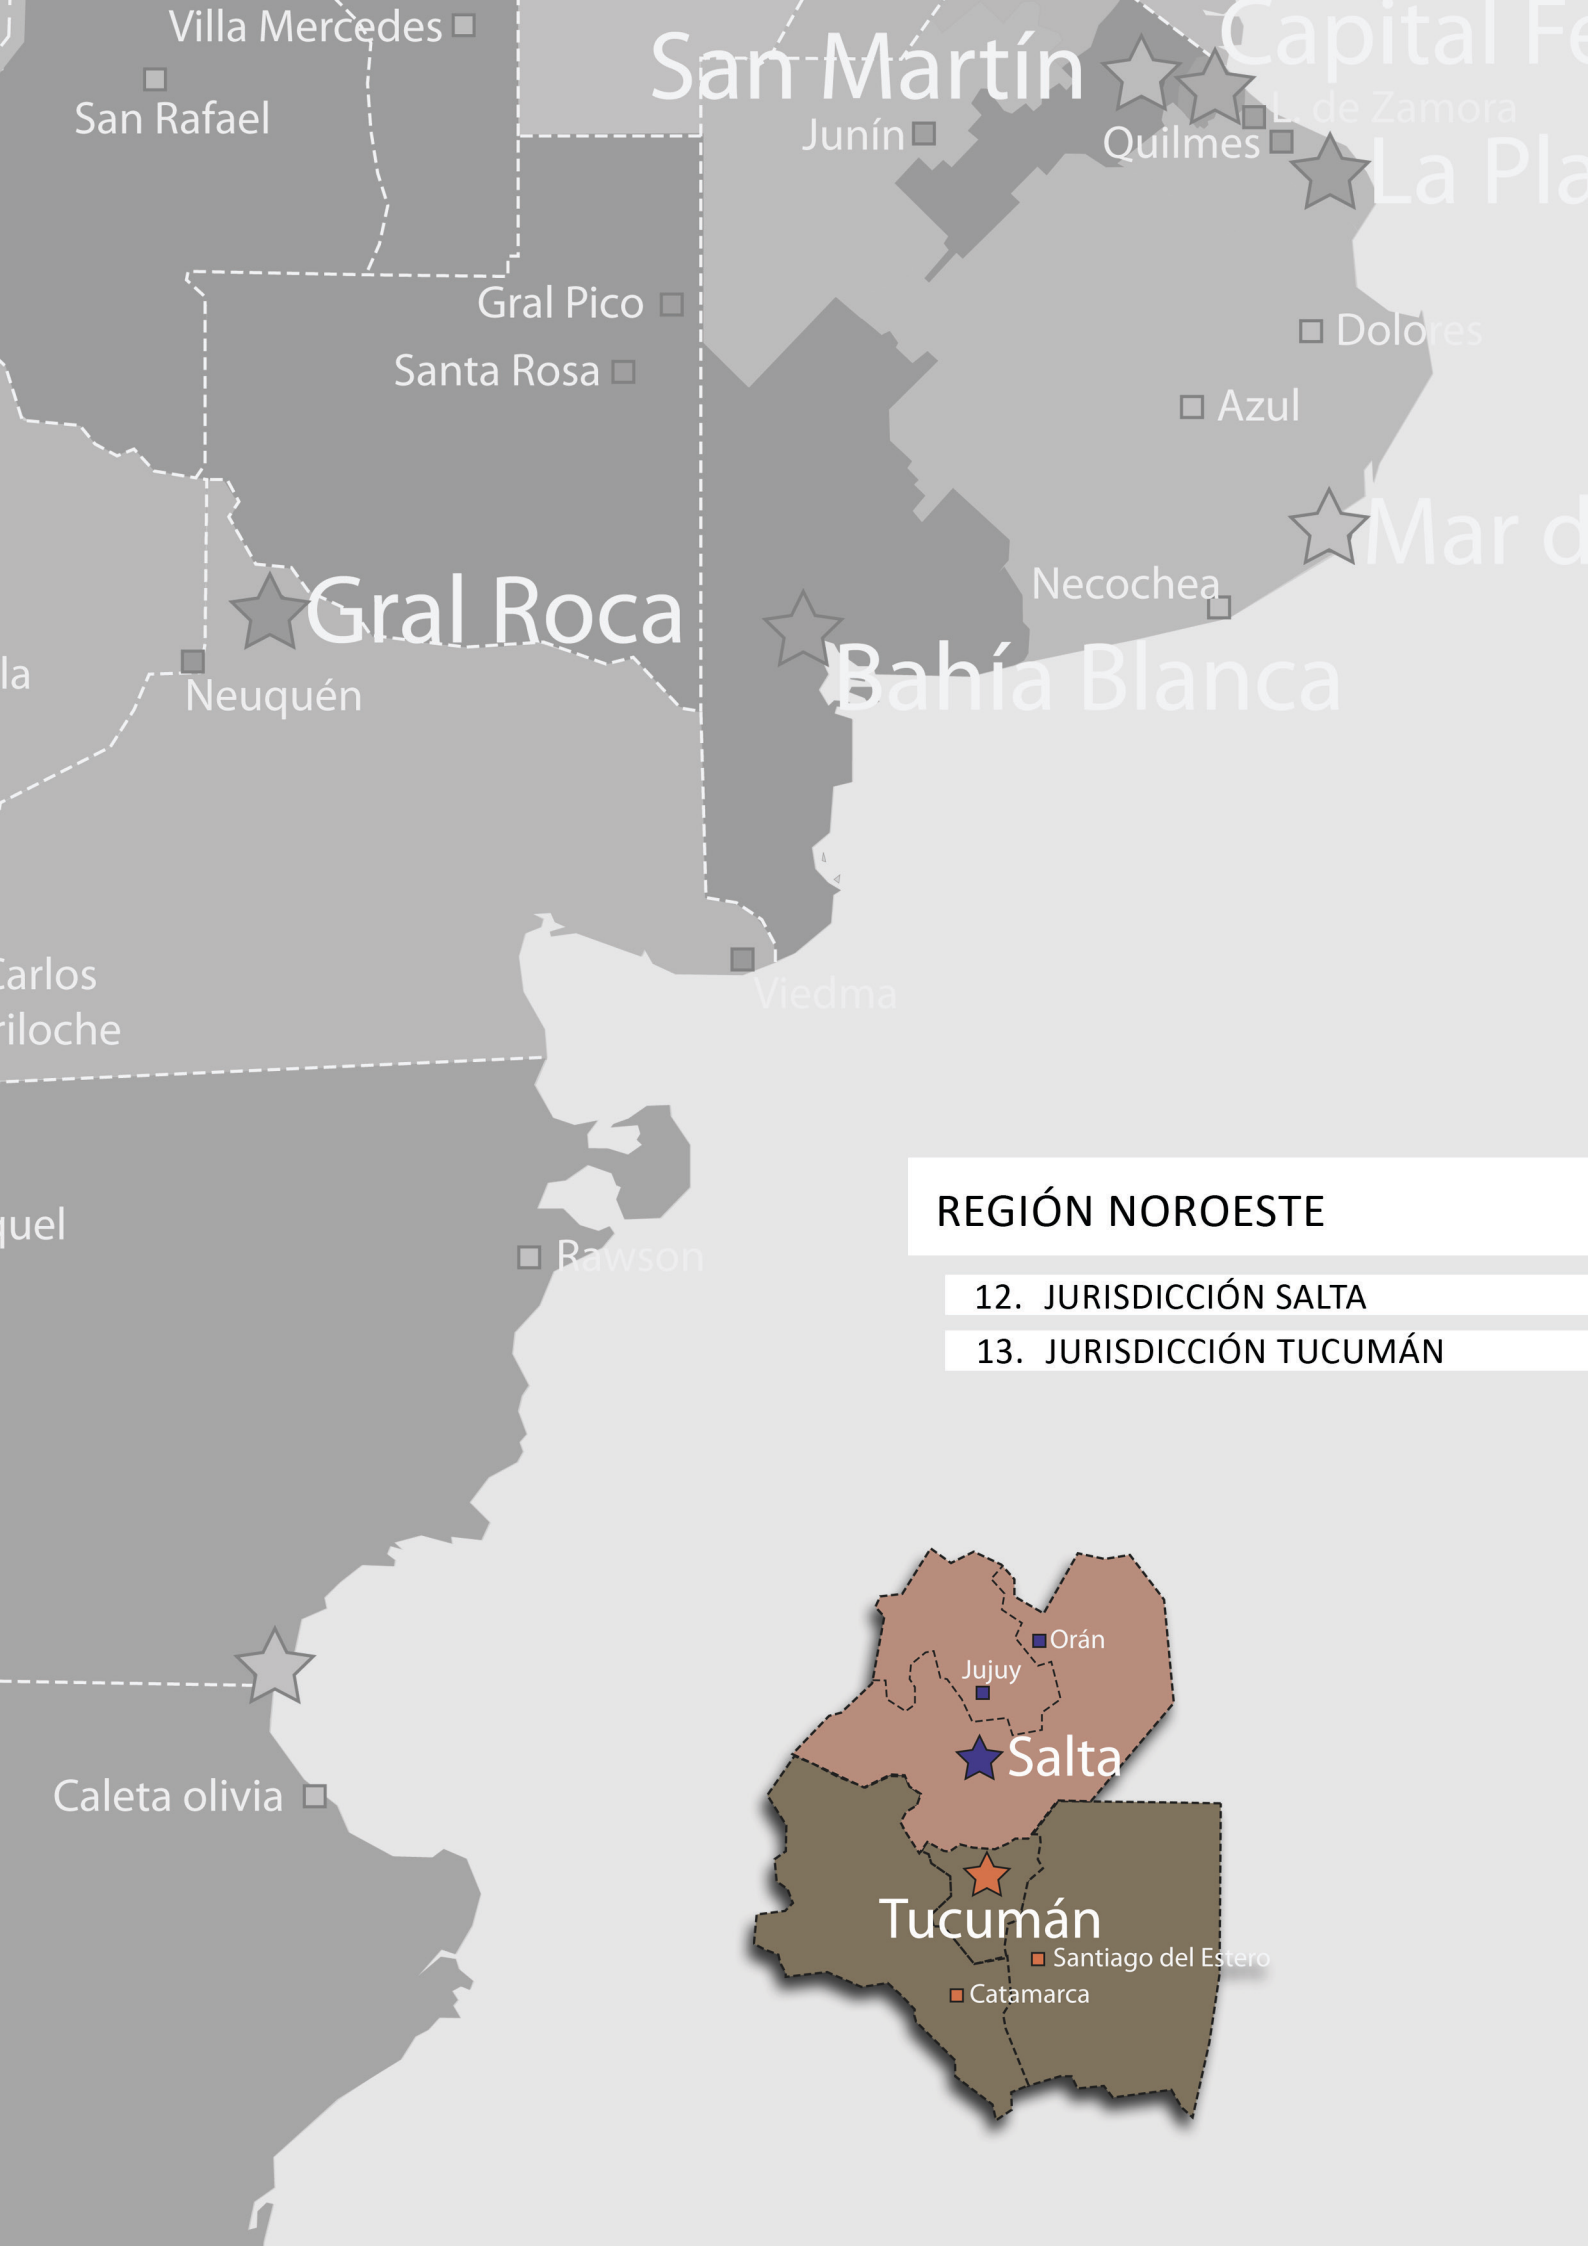 Villa Mercedes
San Rafael
San Martín
Capital Fe
L. de Zamora
Junín
Quilmes
La Pla
Gral Pico
Santa Rosa
Dolores
Azul
Mar d
Necochea
Gral Roca
Bahía Blanca
la
Neuquén
Carlos
riloche
Viedma
REGIÓN NOROESTE
quel
Rawson
12. JURISDICCIÓN SALTA
13. JURISDICCIÓN TUCUMÁN
Orán
Jujuy
Salta
Caleta olivia
Tucumán
Santiago del Estero
Catamarca